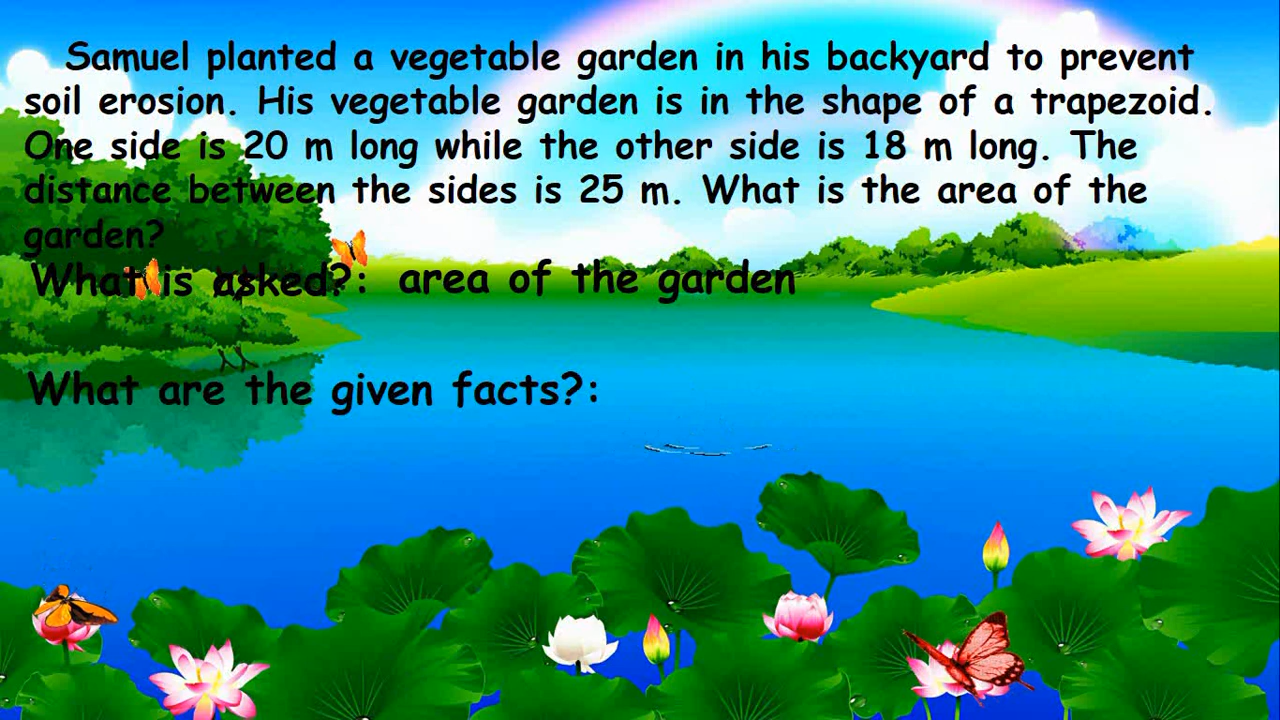 Samuel planted a vegetable garden in his backyard to prevent
soil erosion. His vegetable garden is in the shape of a trapezoid.
One side is 20 m long while the other side is 18 m long. The
distance between the sides is 25 m. What is the area of the
garden?
What is asked?: area of the garden
What are the given facts?: